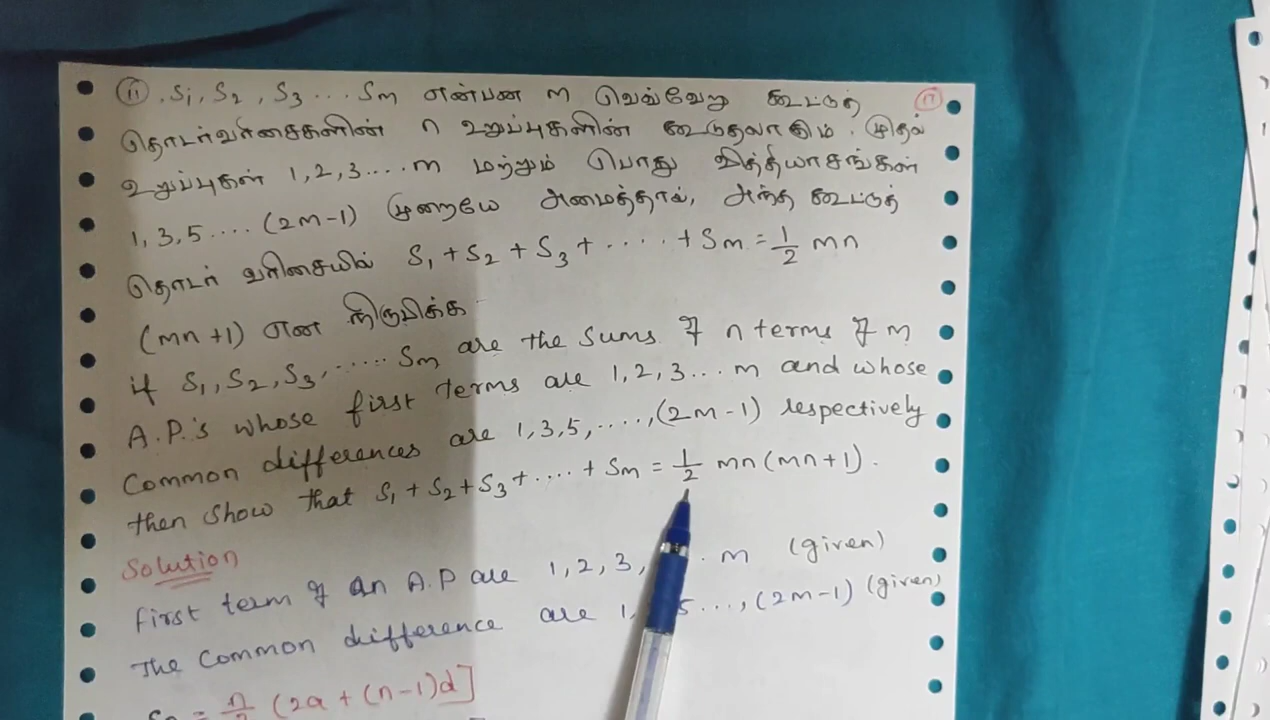 11. S1, S2, S3 ... Sm என்பன m வெவ்வேறு கூட்டுத் 17
தொடர்வரிசைகளின் n உறுப்புகளின் கூடுதலாகும். முதல்
உறுப்புகள் 1, 2, 3.... m மற்றும் பொது வித்தியாசங்கள்
1, 3, 5 .... (2m-1) முறையே அமைத்தால், அந்த கூட்டுத்
தொடர் வரிசையில் S1 + S2 + S3 + ..... + Sm = 1/2 mn
(mn+1) என நிருபிக்க
if S1, S2, S3, ..... Sm are the sums of n terms of m
A.P.'s whose first terms are 1, 2, 3... m and whose
Common differences are 1, 3, 5, ...., (2m-1) respectively
then show that S1 + S2 + S3 + .... + Sm = 1/2 mn(mn+1).
Solution
first term of an A.P are 1, 2, 3, . m (given)
The Common difference are 1, 5..., (2m-1) (given)
= n/2 (2a + (n-1)d]